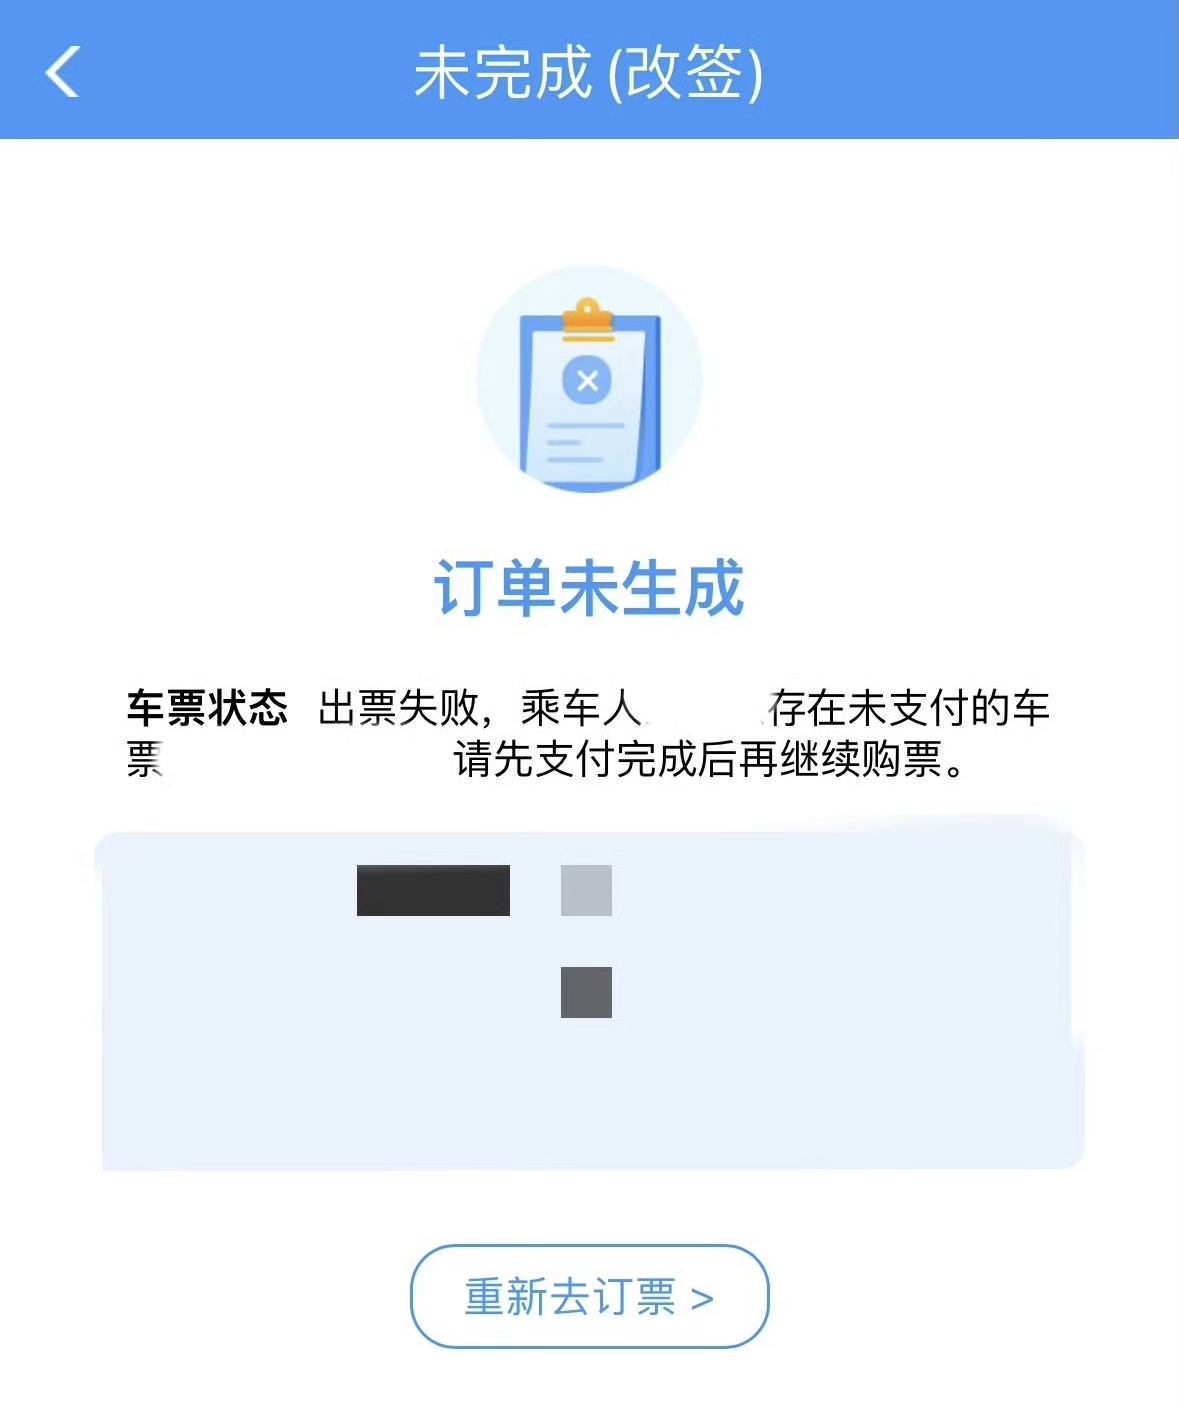 未完成(改签)
订单未生成
车票状态 出票失败，乘车人 存在未支付的车
票 请先支付完成后再继续购票。
重新去订票 >